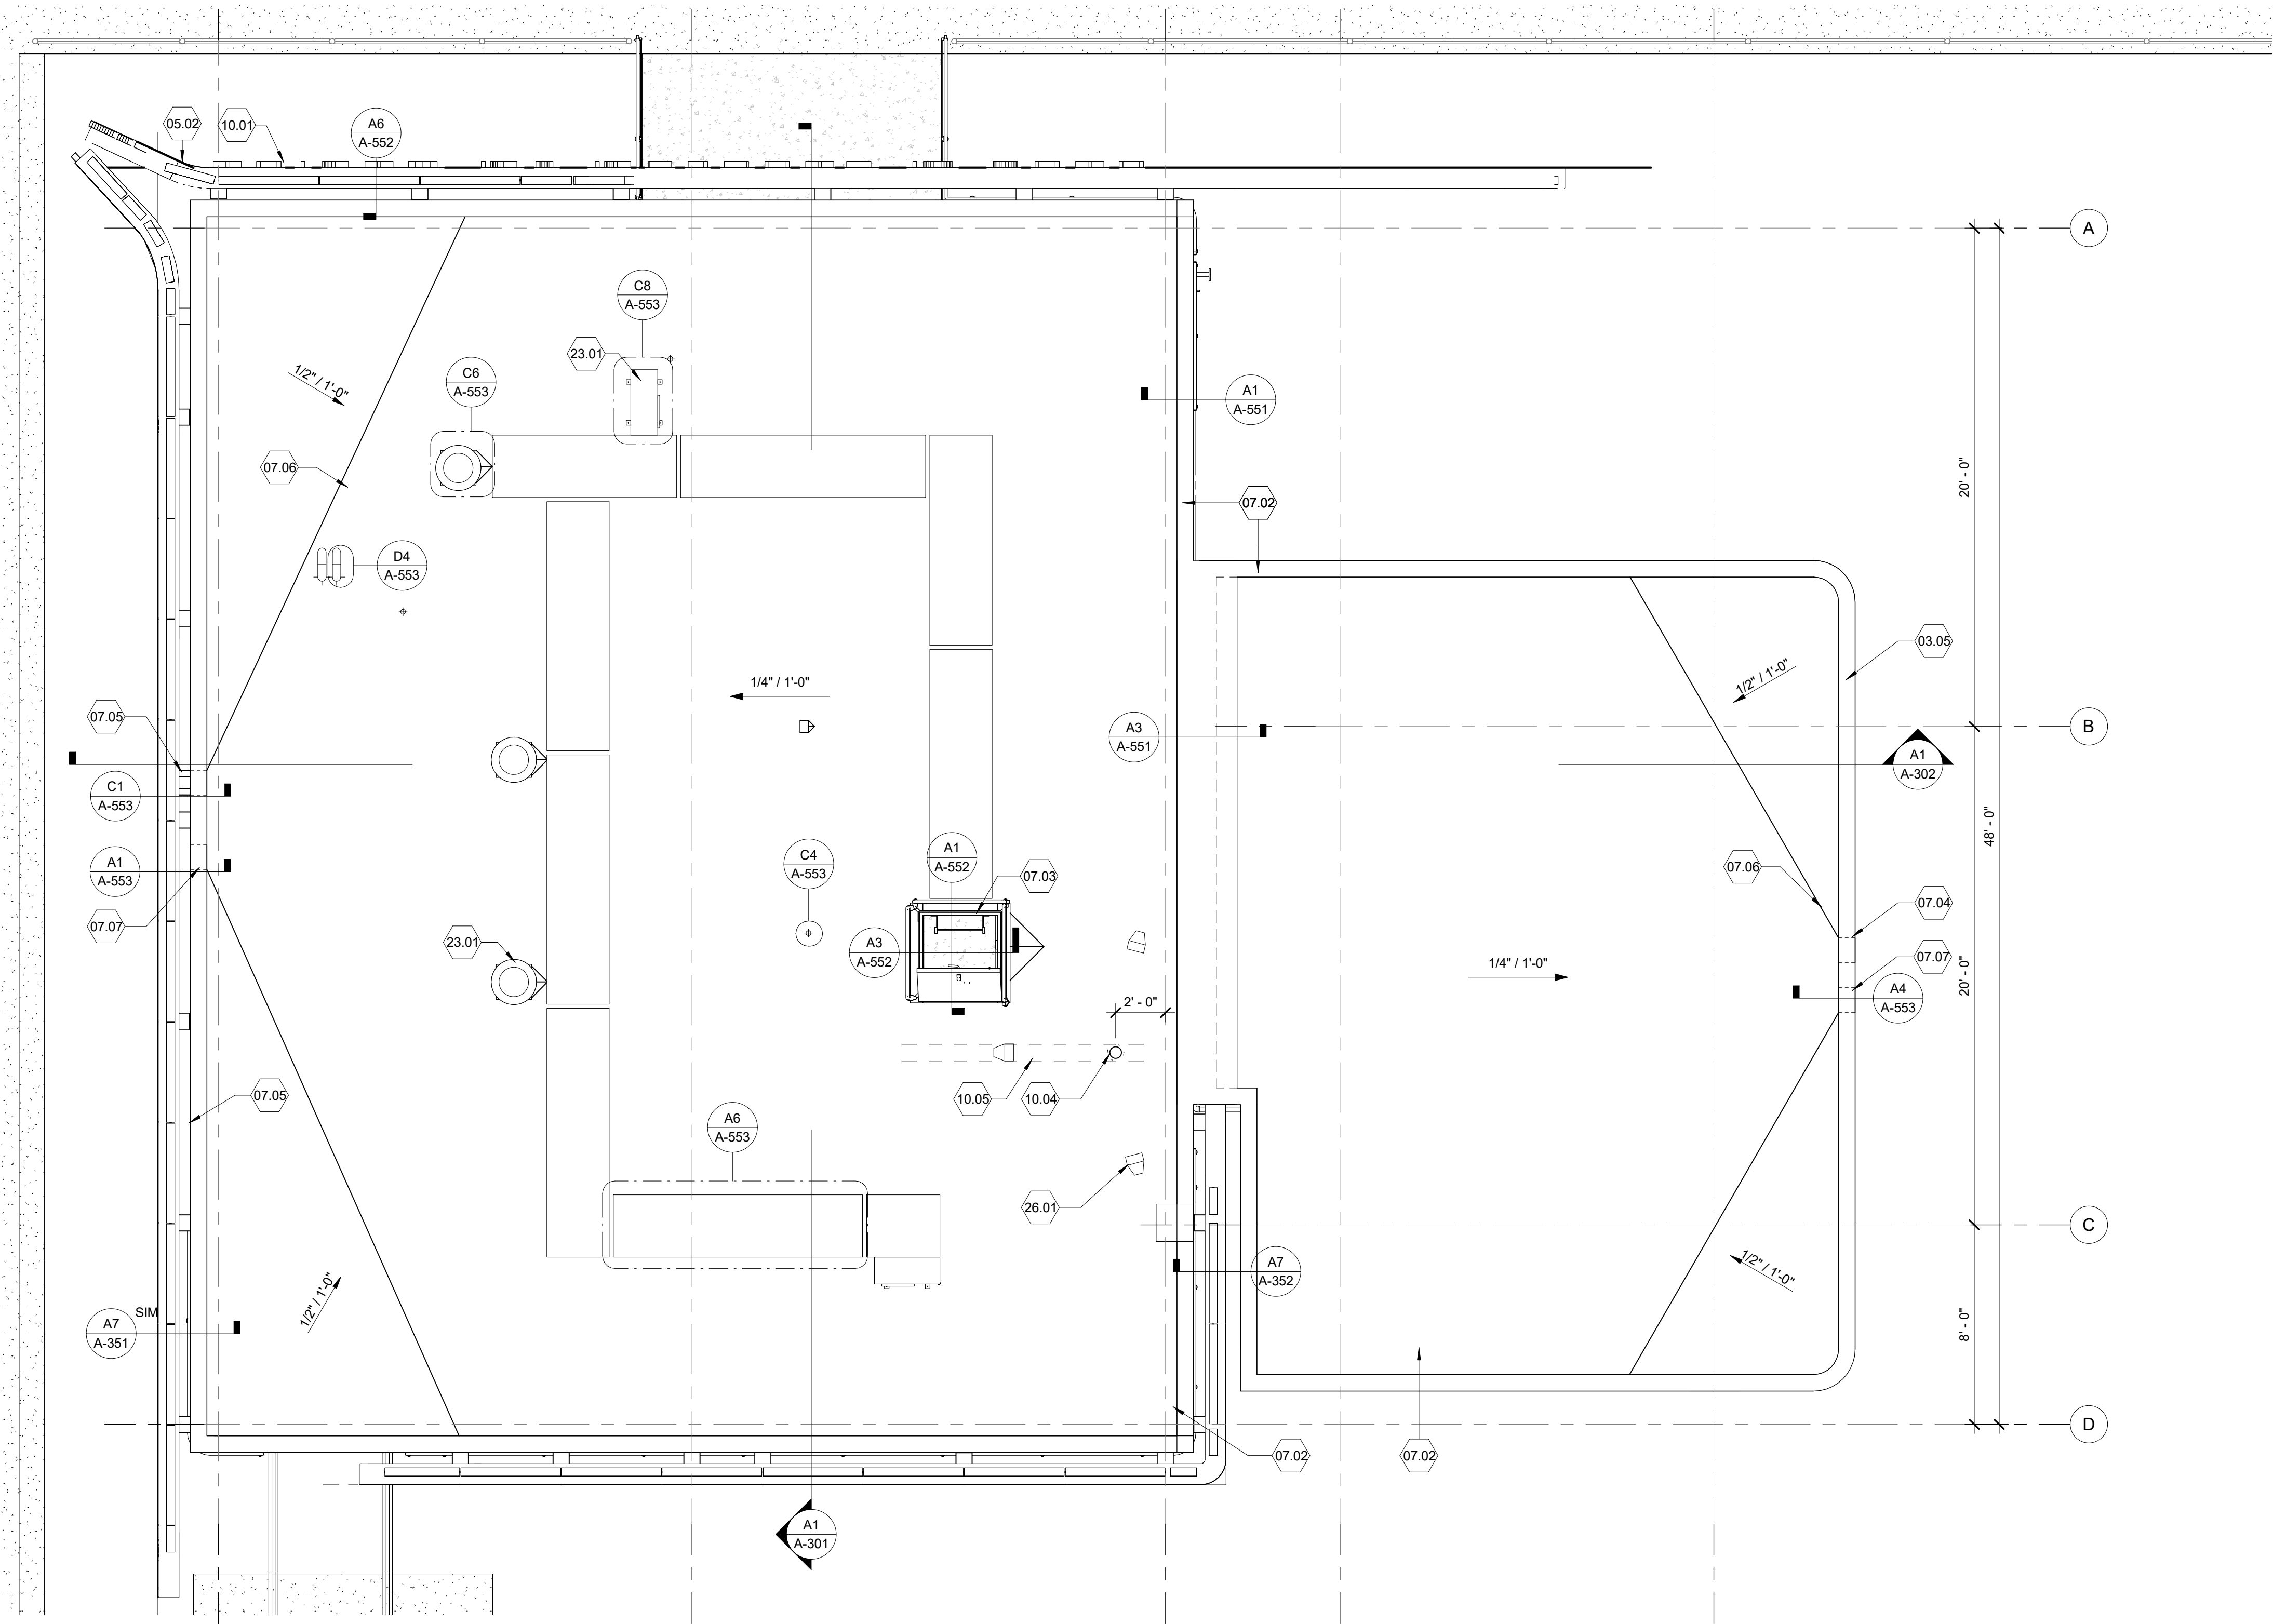 05.02
10.01
A6
A-552
A
C8
A-553
23.01
C6
A-553
1/2" / 1'-0"
A1
A-551
07.06
20' - 0"
07.02
D4
A-553
03.05
1/4" / 1'-0"
1/2" / 1'-0"
07.05
A3
A-551
B
A1
A-302
C1
A-553
48' - 0"
A1
A-553
C4
A-553
A1
A-552
07.03
07.06
07.04
07.07
23.01
A3
A-552
07.07
1/4" / 1'-0"
20' - 0"
A4
A-553
2' - 0"
07.05
10.05
10.04
A6
A-553
26.01
C
A7
A-352
1/2" / 1'-0"
1/2" / 1'-0"
SIM
A7
A-351
8' - 0"
D
07.02
07.02
A1
A-301